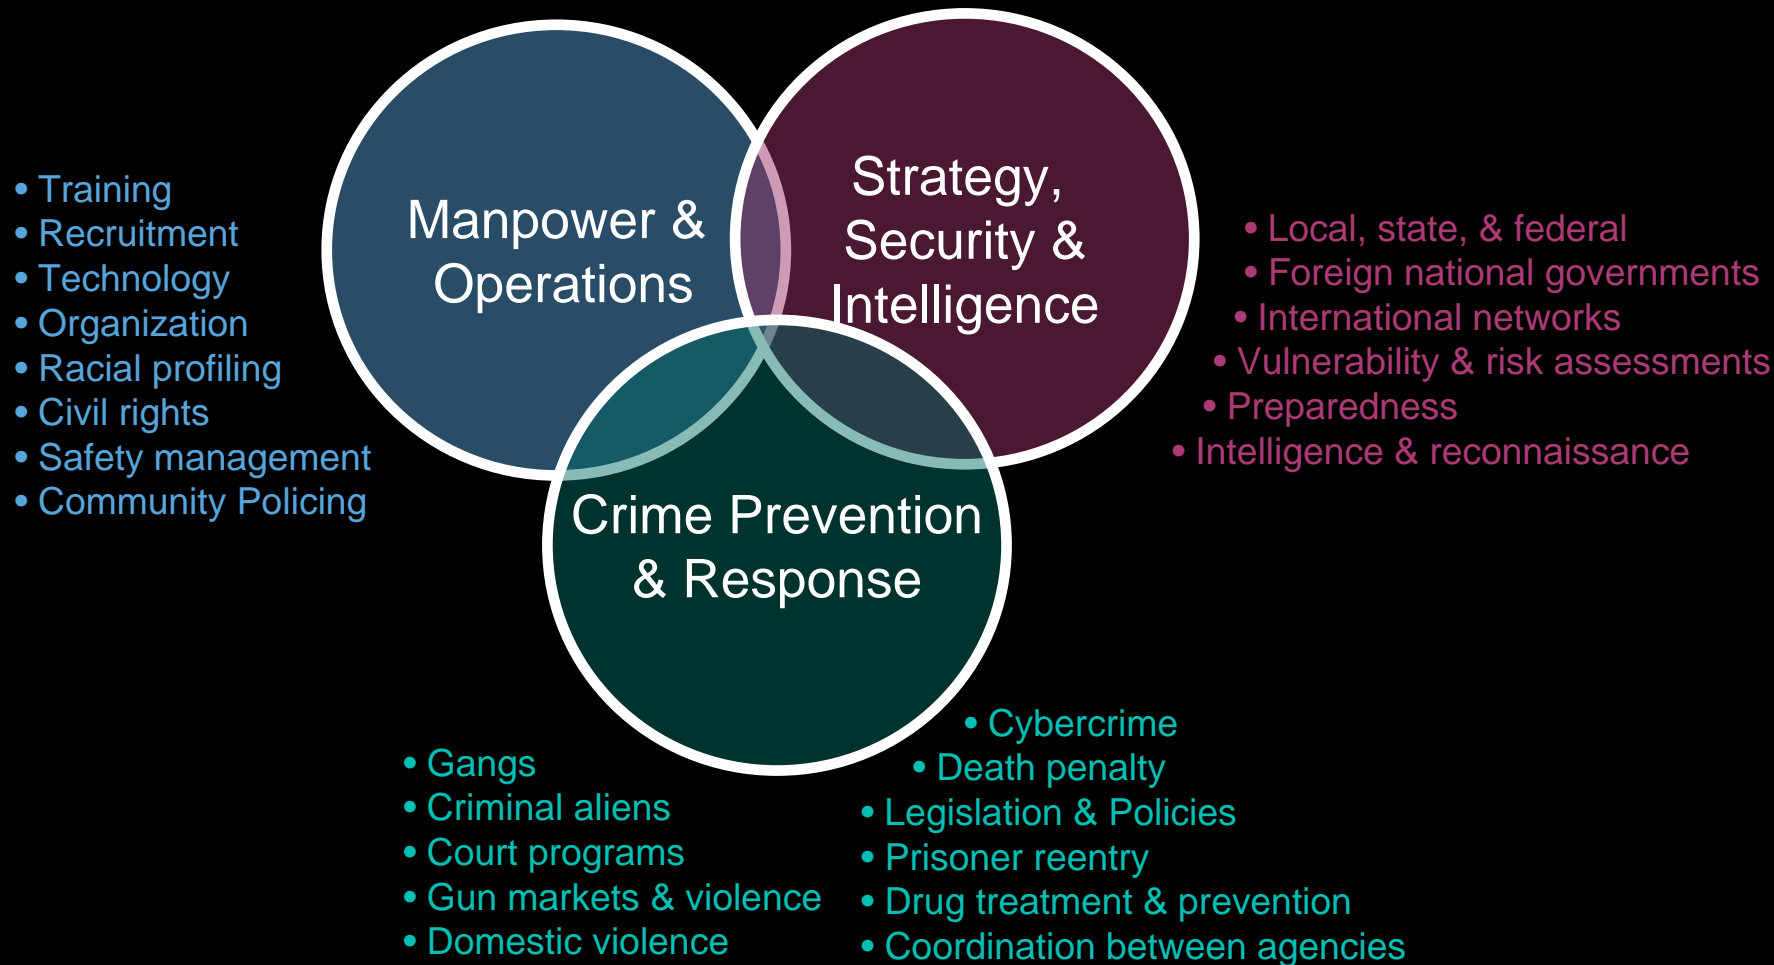 Manpower &
Operations
Strategy,
Security &
Intelligence
Crime Prevention
& Response
• Training
• Recruitment
• Technology
• Organization
• Racial profiling
• Civil rights
• Safety management
• Community Policing
• Local, state, & federal
• Foreign national governments
• International networks
• Vulnerability & risk assessments
• Preparedness
• Intelligence & reconnaissance
• Gangs
• Criminal aliens
• Court programs
• Gun markets & violence
• Domestic violence
• Cybercrime
• Death penalty
• Legislation & Policies
• Prisoner reentry
• Drug treatment & prevention
• Coordination between agencies